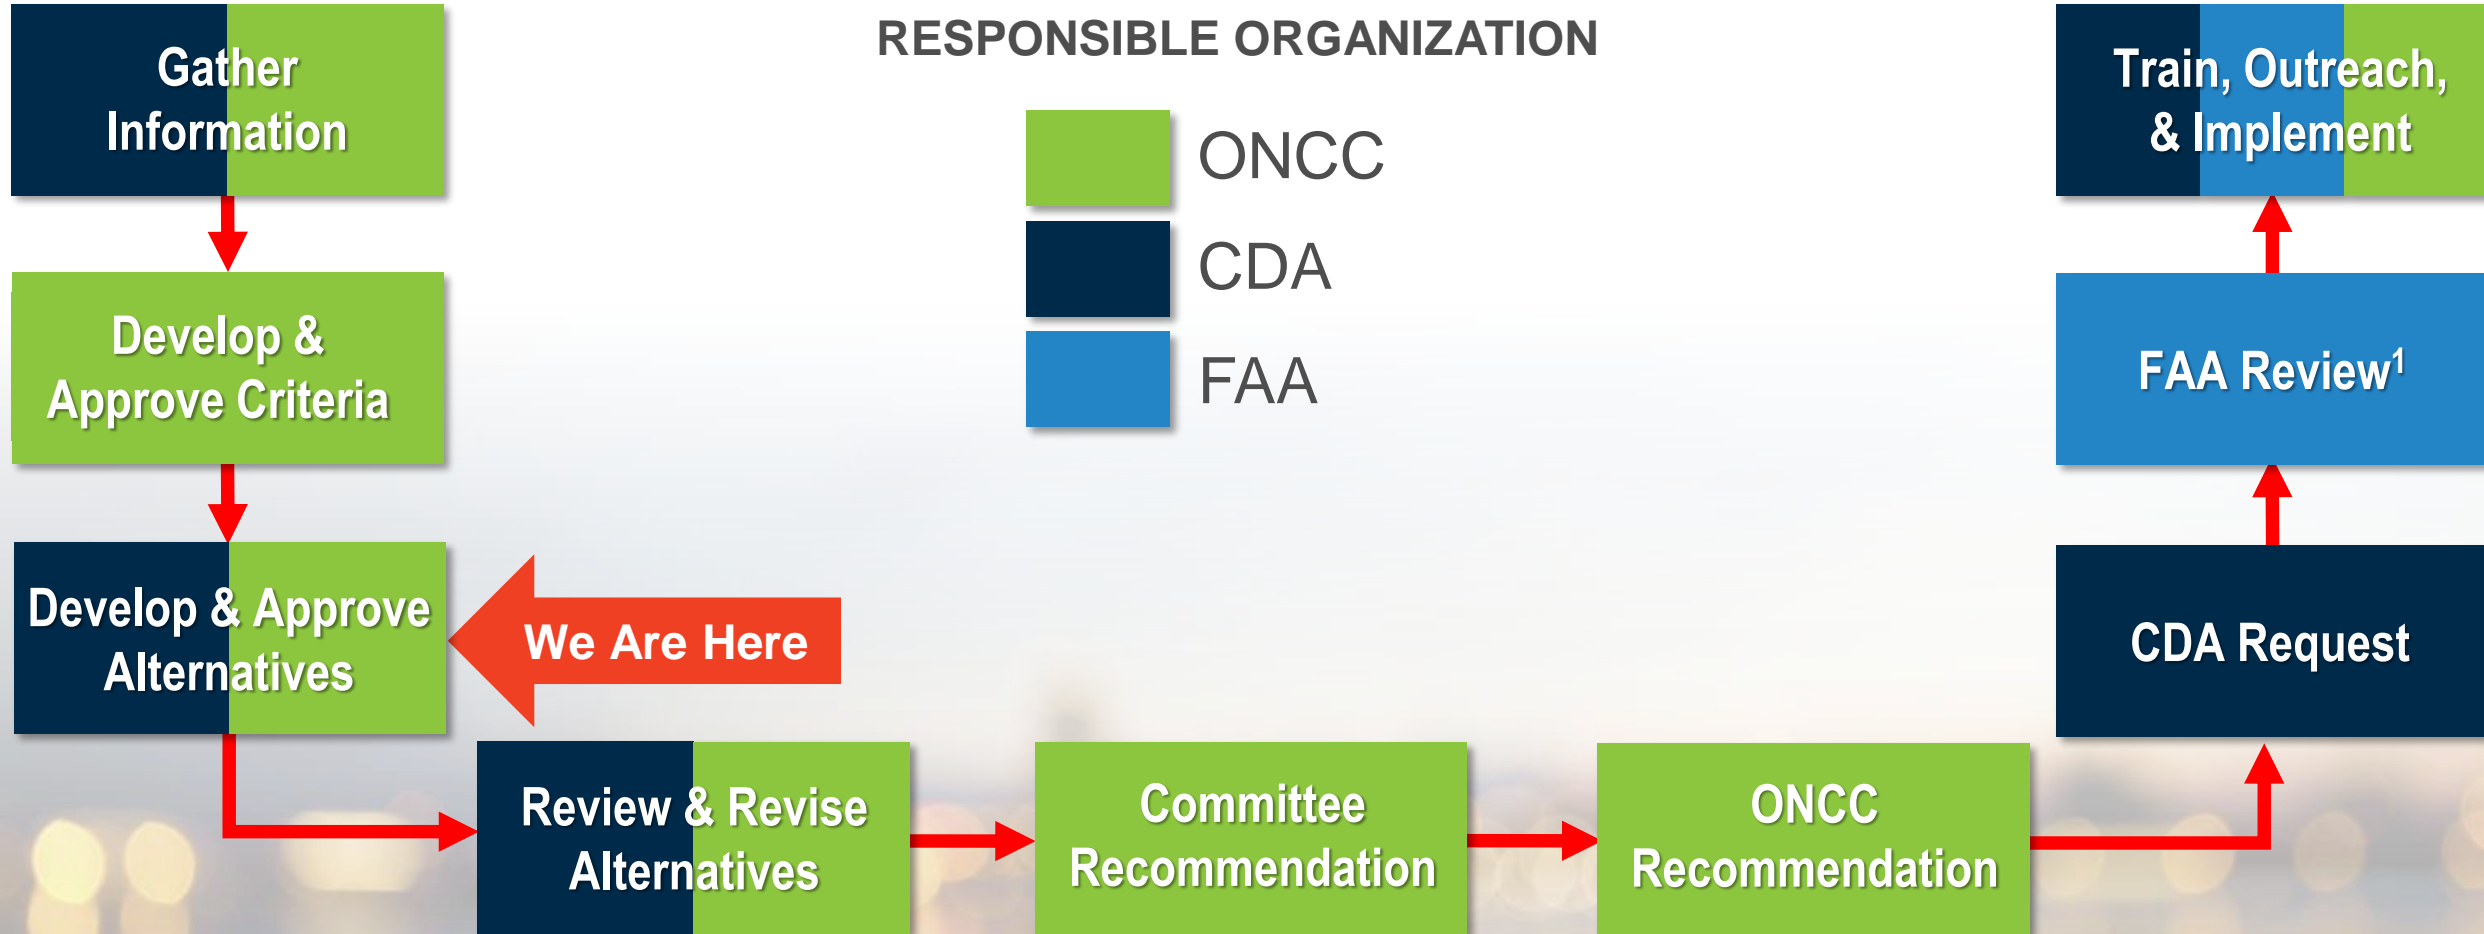 RESPONSIBLE ORGANIZATION
ONCC
CDA
FAA
Gather
Information
Develop &
Approve Criteria
Develop & Approve
Alternatives
We Are Here
Review & Revise
Alternatives
Committee
Recommendation
ONCC
Recommendation
CDA Request
FAA Review¹
Train, Outreach,
& Implement